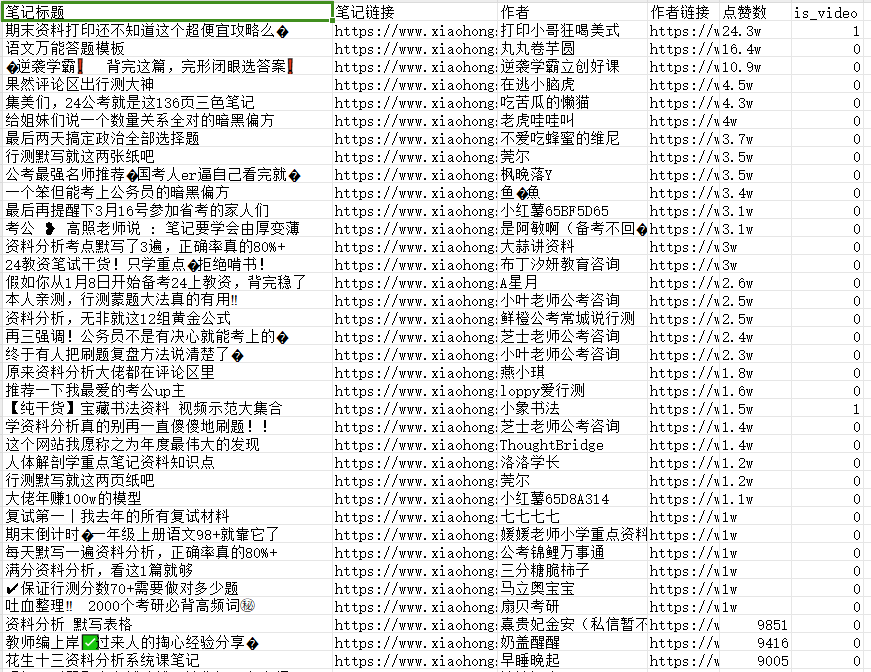 笔记标题 笔记链接 作者 作者链接 点赞数 is_video
期末资料打印还不知道这个超便宜攻略么� https://www.xiaohong 打印小哥狂喝美式 https://w 24.3w 1
语文万能答题模板 https://www.xiaohong 丸丸卷芋圆 https://w 16.4w 0
�逆袭学霸❗ 背完这篇，完形闭眼选答案❗ https://www.xiaohong 逆袭学霸立创好课 https://w 10.9w 0
果然评论区出行测大神 https://www.xiaohong 在逃小脑虎 https://w 4.5w 0
集美们，24公考就是这136页三色笔记 https://www.xiaohong 吃苦瓜的懒猫 https://w 4.3w 0
给姐妹们说一个数量关系全对的暗黑偏方 https://www.xiaohong 老虎哇哇叫 https://w 4w 0
最后两天搞定政治全部选择题 https://www.xiaohong 不爱吃蜂蜜的维尼 https://w 3.7w 0
行测默写就这两张纸吧 https://www.xiaohong 莞尔 https://w 3.5w 0
公考最强名师推荐�国考人er逼自己看完就� https://www.xiaohong 枫晚落Y https://w 3.5w 0
一个笨但能考上公务员的暗黑偏方 https://www.xiaohong 鱼�魚 https://w 3.4w 0
最后再提醒下3月16号参加省考的家人们 https://www.xiaohong 小红薯65BF5D65 https://w 3.1w 0
考公 ❥ 高照老师说 : 笔记要学会由厚变薄 https://www.xiaohong 是阿敏啊（备考不回� https://w 3.1w 0
资料分析考点默写了3遍，正确率真的80%+ https://www.xiaohong 大蒜讲资料 https://w 3w 0
24教资笔试干货！只学重点�拒绝啃书！ https://www.xiaohong 布丁汐妍教育咨询 https://w 3w 0
假如你从1月8日开始备考24上教资，背完稳了 https://www.xiaohong A星月 https://w 2.6w 0
本人亲测，行测蒙题大法真的有用‼ https://www.xiaohong 小叶老师公考咨询 https://w 2.5w 0
资料分析，无非就这12组黄金公式 https://www.xiaohong 鲜橙公考常城说行测 https://w 2.5w 0
再三强调！公务员不是有决心就能考上的� https://www.xiaohong 芝士老师公考咨询 https://w 2.4w 0
终于有人把刷题复盘方法说清楚了� https://www.xiaohong 小叶老师公考咨询 https://w 2.3w 0
原来资料分析大佬都在评论区里 https://www.xiaohong 燕小琪 https://w 1.8w 0
推荐一下我最爱的考公up主 https://www.xiaohong loppy爱行测 https://w 1.6w 0
【纯干货】宝藏书法资料 视频示范大集合 https://www.xiaohong 小象书法 https://w 1.5w 1
学资料分析真的别再一直傻傻地刷题！！ https://www.xiaohong 芝士老师公考咨询 https://w 1.4w 0
这个网站我愿称之为年度最伟大的发现 https://www.xiaohong ThoughtBridge https://w 1.4w 0
人体解剖学重点笔记资料知识点 https://www.xiaohong 洛洛学长 https://w 1.2w 0
行测默写就这两页纸吧 https://www.xiaohong 莞尔 https://w 1.2w 0
大佬年赚100w的模型 https://www.xiaohong 小红薯65D8A314 https://w 1.1w 0
复试第一丨我去年的所有复试材料 https://www.xiaohong 七七七七 https://w 1w 0
期末倒计时�一年级上册语文98+就靠它了 https://www.xiaohong 媛媛老师小学重点资料 https://w 1w 0
每天默写一遍资料分析，正确率真的80%+ https://www.xiaohong 公考锦鲤万事通 https://w 1w 0
满分资料分析，看这1篇就够 https://www.xiaohong 三分糖脆柿子 https://w 1w 0
✔保证行测分数70+需要做对多少题 https://www.xiaohong 马立奥宝宝 https://w 1w 0
吐血整理‼ 2000个考研必背高频词㊙ https://www.xiaohong 扇贝考研 https://w 1w 0
资料分析 默写表格 https://www.xiaohong 熹贵妃金安（私信暂不 https://w 9851 0
教师编上岸✅过来人的掏心经验分享� https://www.xiaohong 奶盖醒醒 https://w 9416 0
花生十三资料分析系统课笔记 https://www.xiaohong 早睡晚起 https://w 9005 0